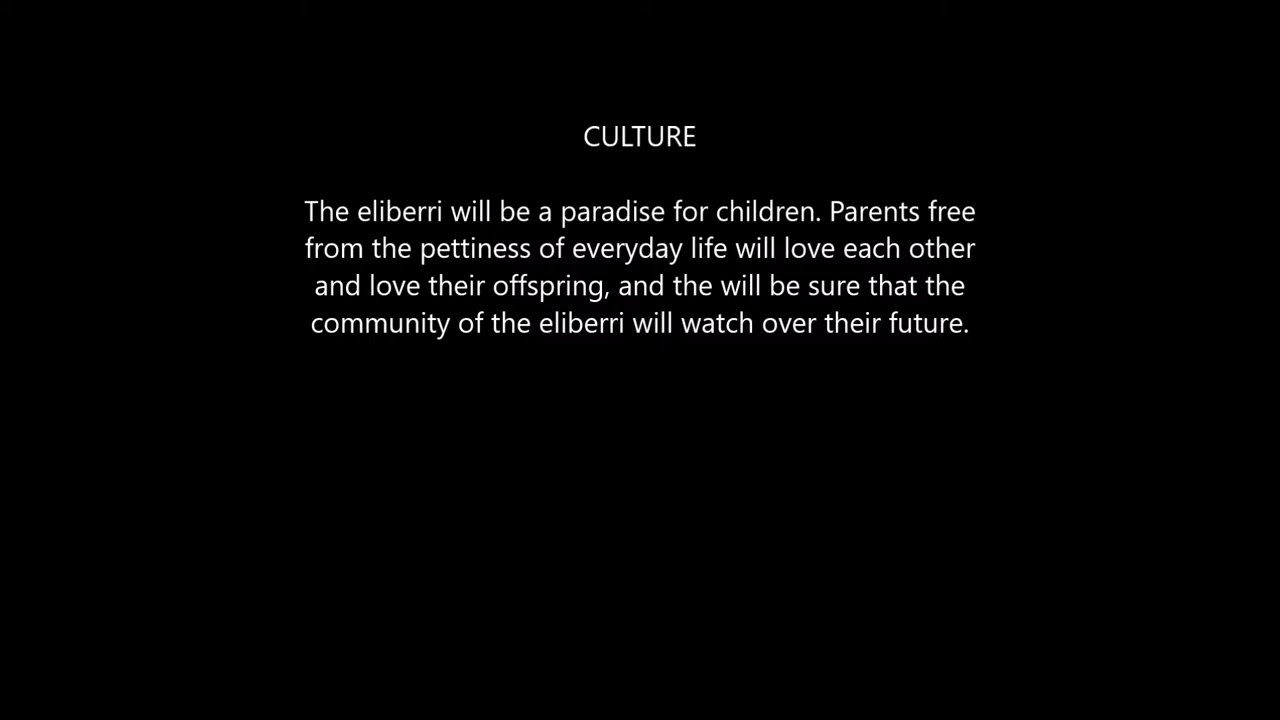 CULTURE
The eliberri will be a paradise for children. Parents free
from the pettiness of everyday life will love each other
and love their offspring, and the will be sure that the
community of the eliberri will watch over their future.